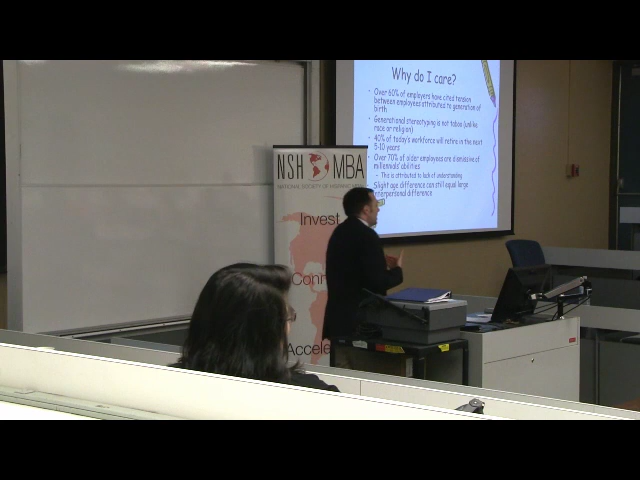 Why do I care?
Over 60% of employers have cited tension
between employees attributes to generation of
birth
Generational stereotyping is not taboo (unlike
race or religion)
40% of today's workforce will retire in the next
5-10 years
Over 70% of older employees are dismissive of
millennials' abilities
This is attributed to lack of understanding
Slight age difference can still equal large
interpersonal difference
NSH MBA
NATIONAL SOCIETY OF HISPANIC
Invest
Conn
Accele